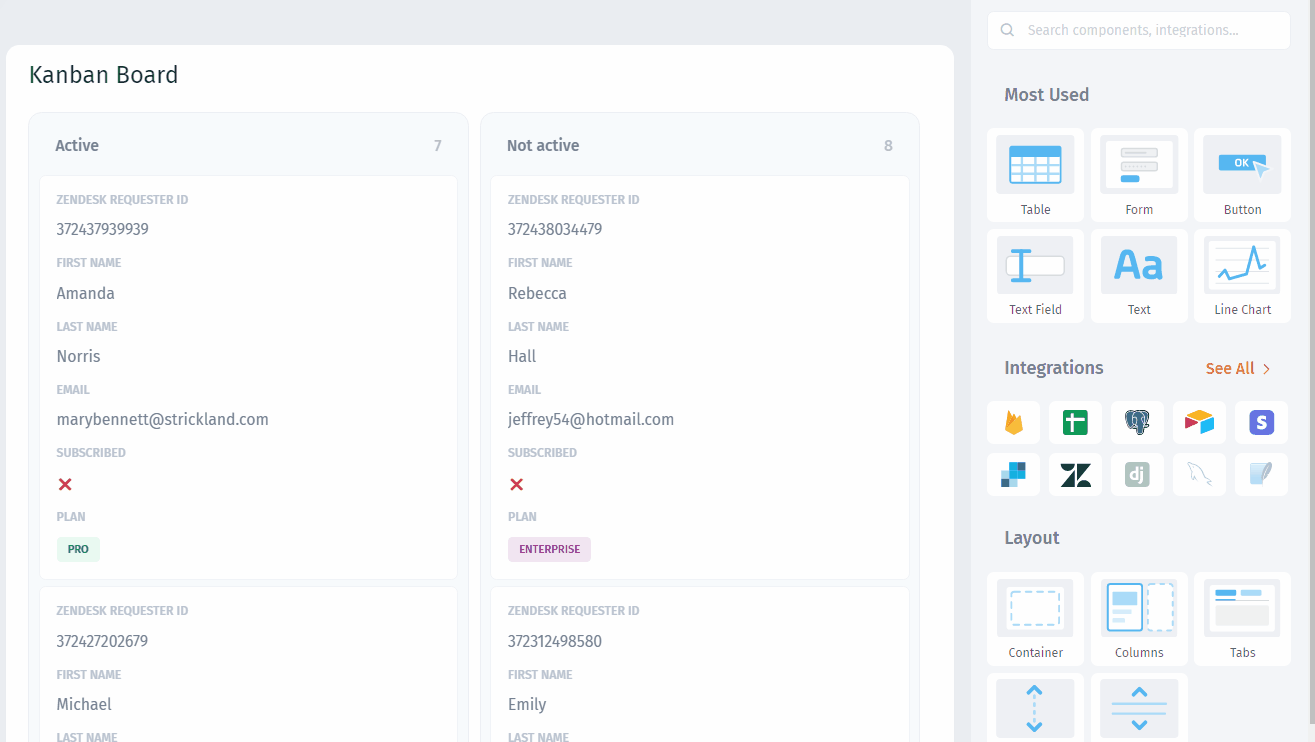 Kanban Board
Active
7
ZENDESK REQUESTER ID
372437939939
FIRST NAME
Amanda
LAST NAME
Norris
EMAIL
marybennett@strickland.com
SUBSCRIBED
PLAN
PRO
ZENDESK REQUESTER ID
372427202679
FIRST NAME
Michael
LAST NAME
Not active
8
ZENDESK REQUESTER ID
372438034479
FIRST NAME
Rebecca
LAST NAME
Hall
EMAIL
jeffrey54@hotmail.com
SUBSCRIBED
PLAN
ENTERPRISE
ZENDESK REQUESTER ID
372312498580
FIRST NAME
Emily
LAST NAME
Search components, integrations...
Most Used
Table
Form
OK
Button
Text Field
Aa
Text
Line Chart
Integrations
See All
S
dj
Layout
Container
Columns
Tabs